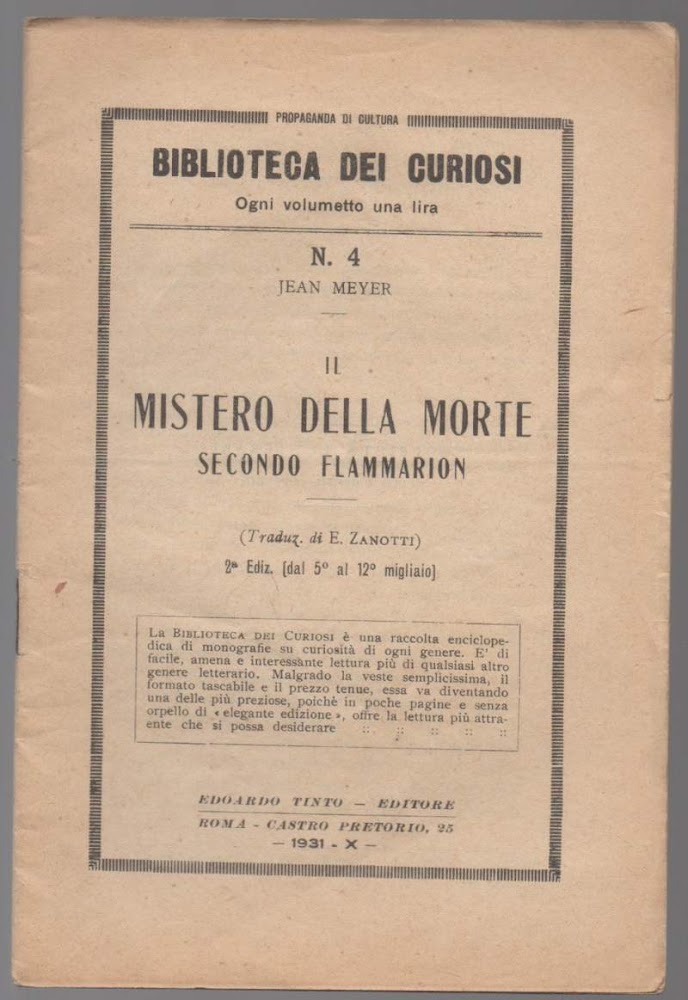 PROPAGANDA DI CULTURA
BIBLIOTECA DEI CURIOSI
Ogni volumetto una lira
N. 4
JEAN MEYER
IL
MISTERO DELLA MORTE
SECONDO FLAMMARION
(Traduz. di E. ZANOTTI)
2ª Ediz. [dal 5º al 12º migliaio]
La BIBLIOTECA DEI CURIOSI è una raccolta enciclope-
dica di monografie su curiosità di ogni genere. E' di
facile, amena e interessante lettura più di qualsiasi altro
genere letterario. Malgrado la veste semplicissima, il
formato tascabile e il prezzo tenue, essa va diventando
una delle più preziose, poichè in poche pagine e senza
orpello di « elegante edizione », offre la lettura più attra-
ente che si possa desiderare :: :: :: :: ::
EDOARDO TINTO — EDITORE
ROMA - CASTRO PRETORIO, 25
— 1931 - X —